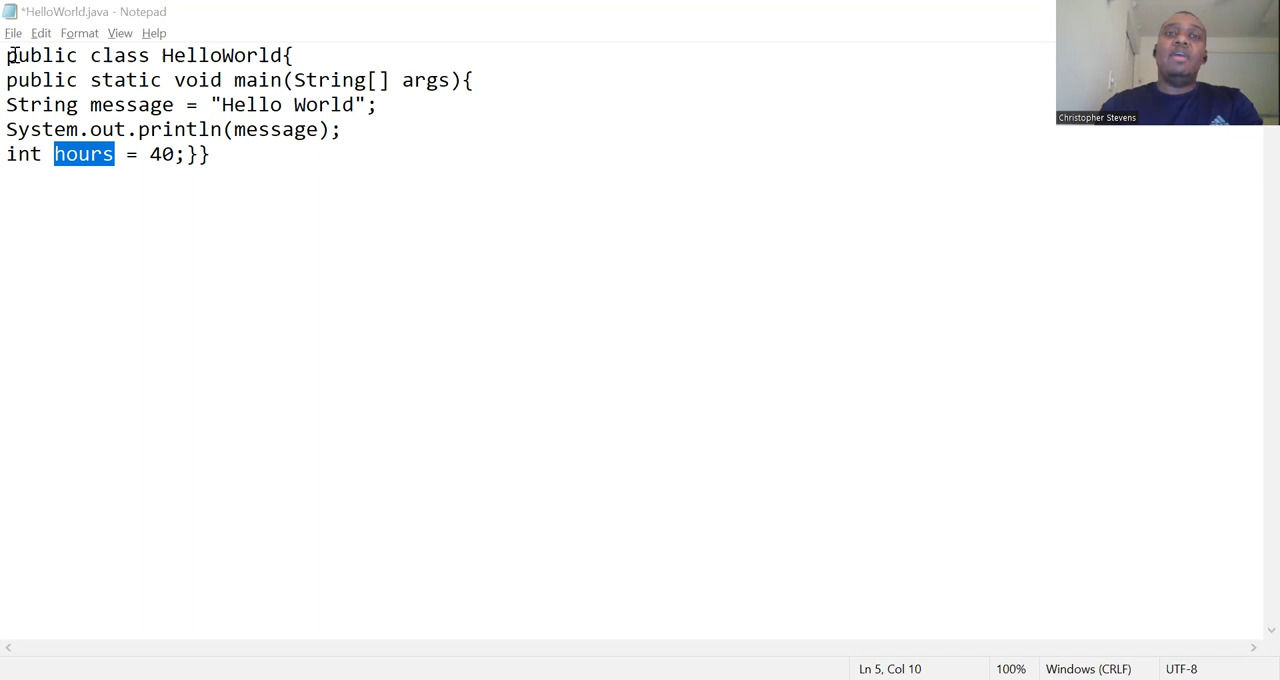 *HelloWorld.java - Notepad
File Edit Format View Help
public class HelloWorld{
public static void main(String[] args){
String message = "Hello World";
System.out.println(message);
int hours = 40;}}
Christopher Stevens
Ln 5, Col 10 100% Windows (CRLF) UTF-8